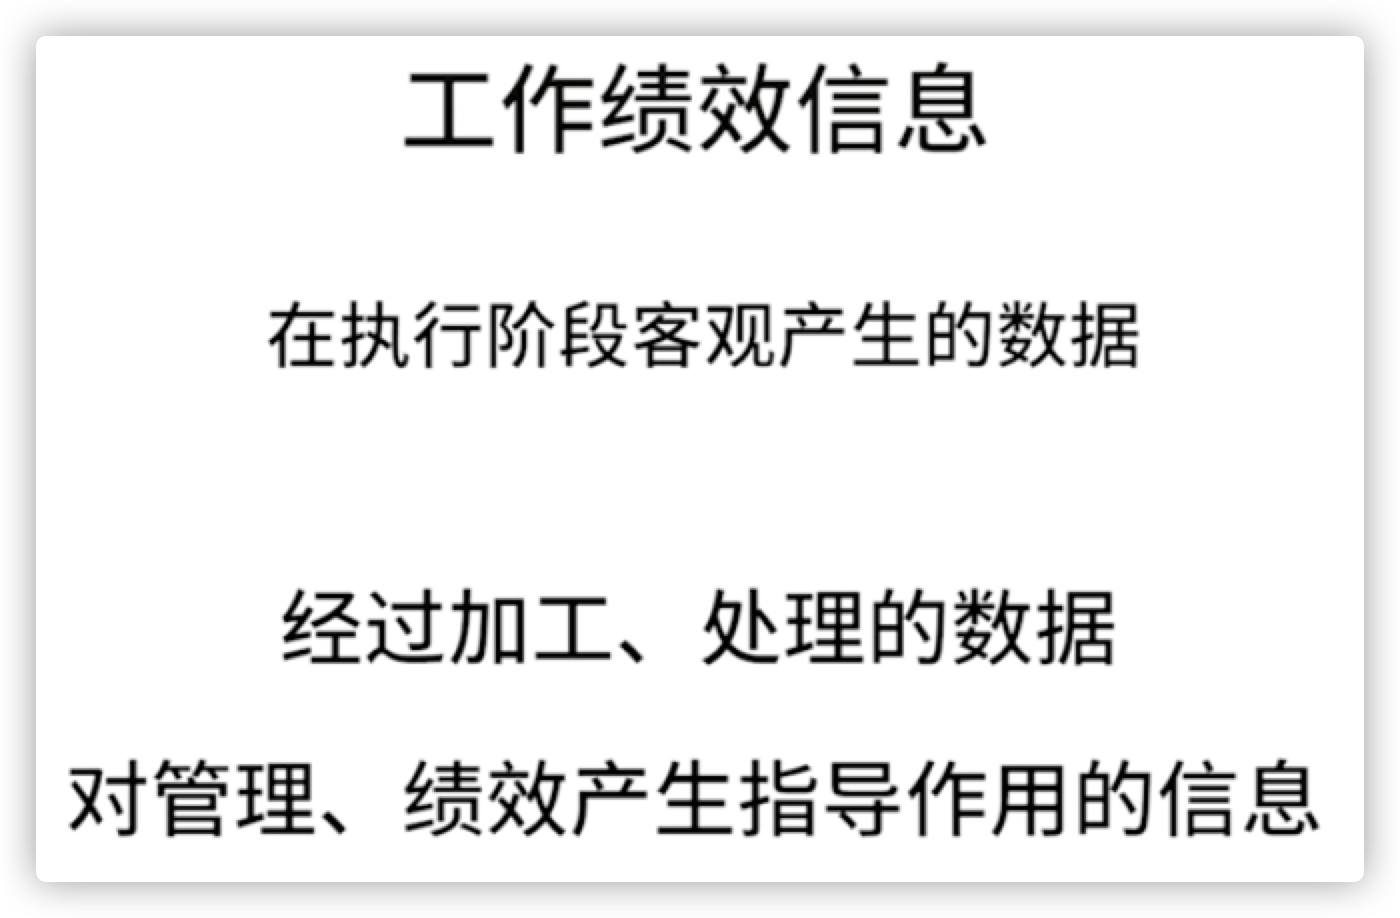 工作绩效信息
在执行阶段客观产生的数据
经过加工、处理的数据
对管理、绩效产生指导作用的信息